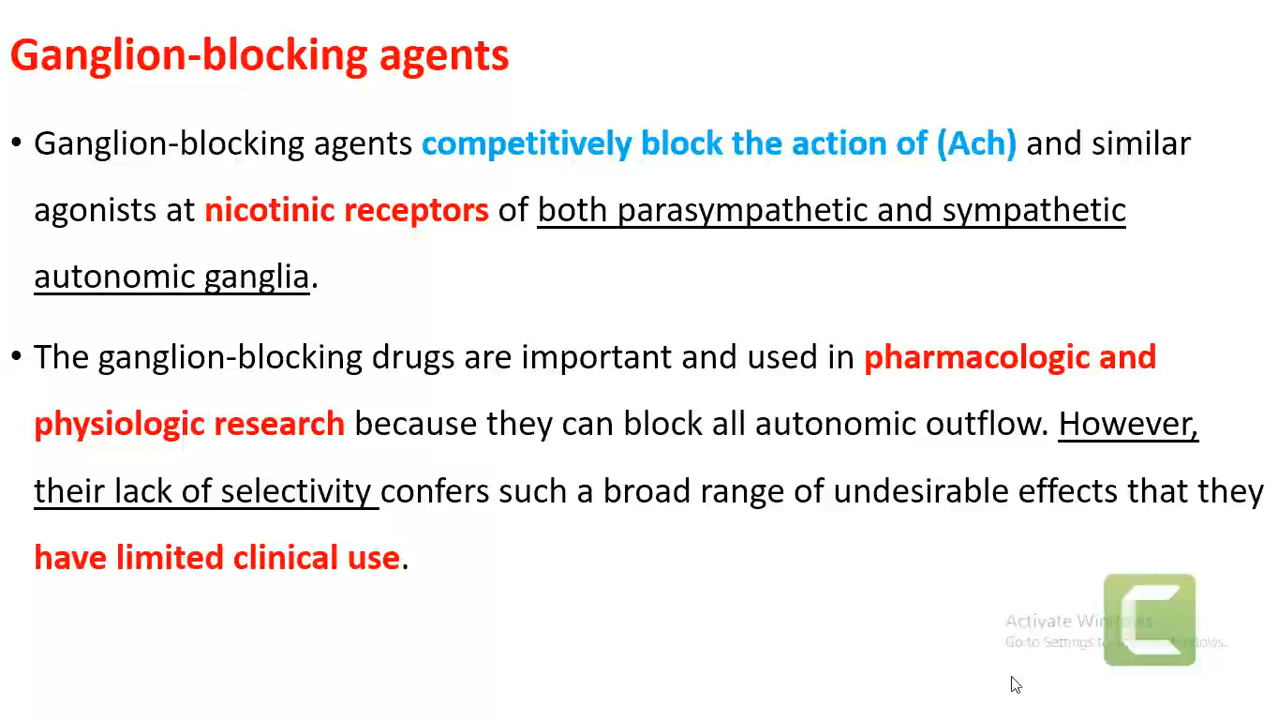 Ganglion-blocking agents
• Ganglion-blocking agents competitively block the action of (Ach) and similar
agonists at nicotinic receptors of both parasympathetic and sympathetic
autonomic ganglia.
• The ganglion-blocking drugs are important and used in pharmacologic and
physiologic research because they can block all autonomic outflow. However,
their lack of selectivity confers such a broad range of undesirable effects that they
have limited clinical use.
Activate Windows
Go to Settings to Windows.